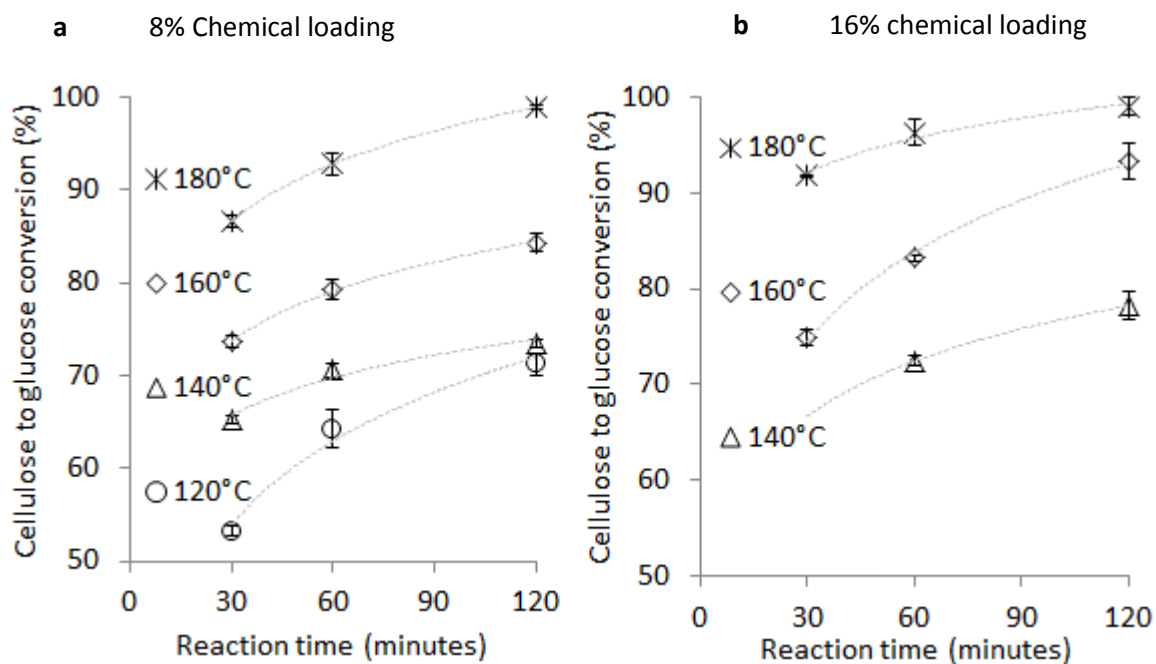 a 8% Chemical loading
Cellulose to glucose conversion (%)
100
90
80
70
60
50
180°C
160°C
140°C
120°C
0 30 60 90 120
Reaction time (minutes)
b 16% chemical loading
Cellulose to glucose conversion (%)
100
90
80
70
60
50
180°C
160°C
140°C
0 30 60 90 120
Reaction time (minutes)